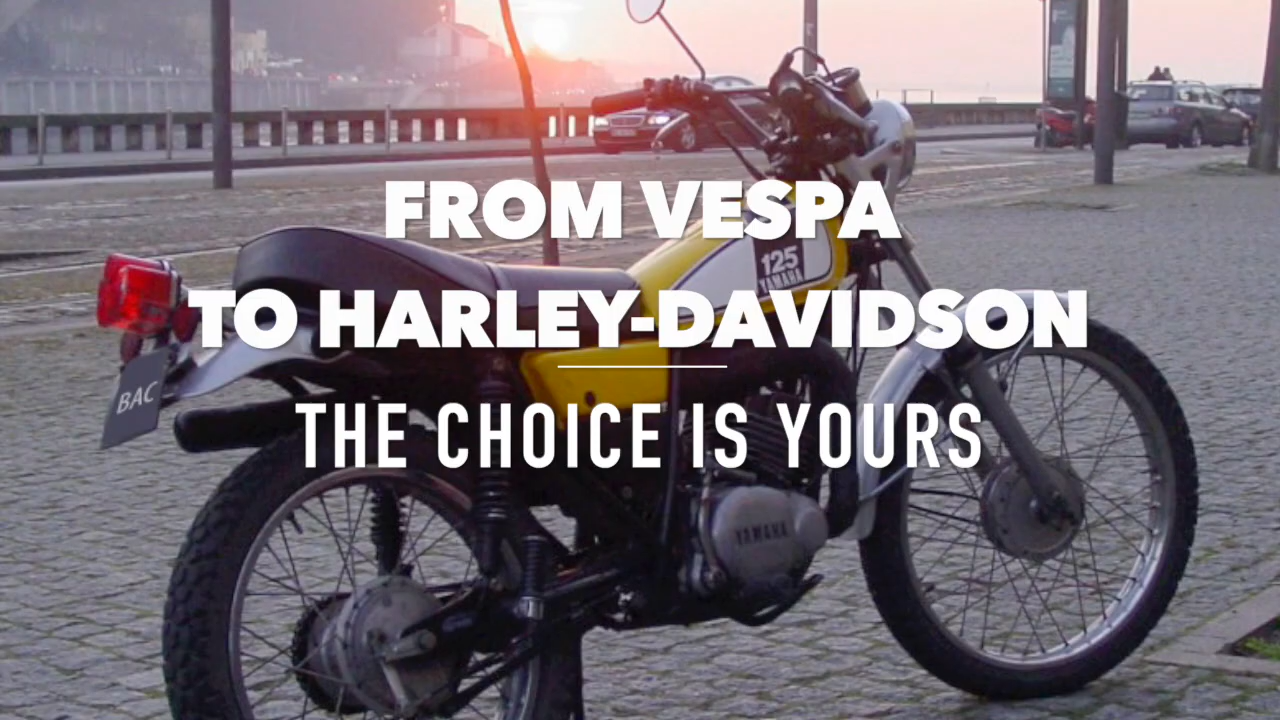 FROM VESPA
125
YAMAHA
TO HARLEY-DAVIDSON
BAC
THE CHOICE IS YOURS
YAMAHA